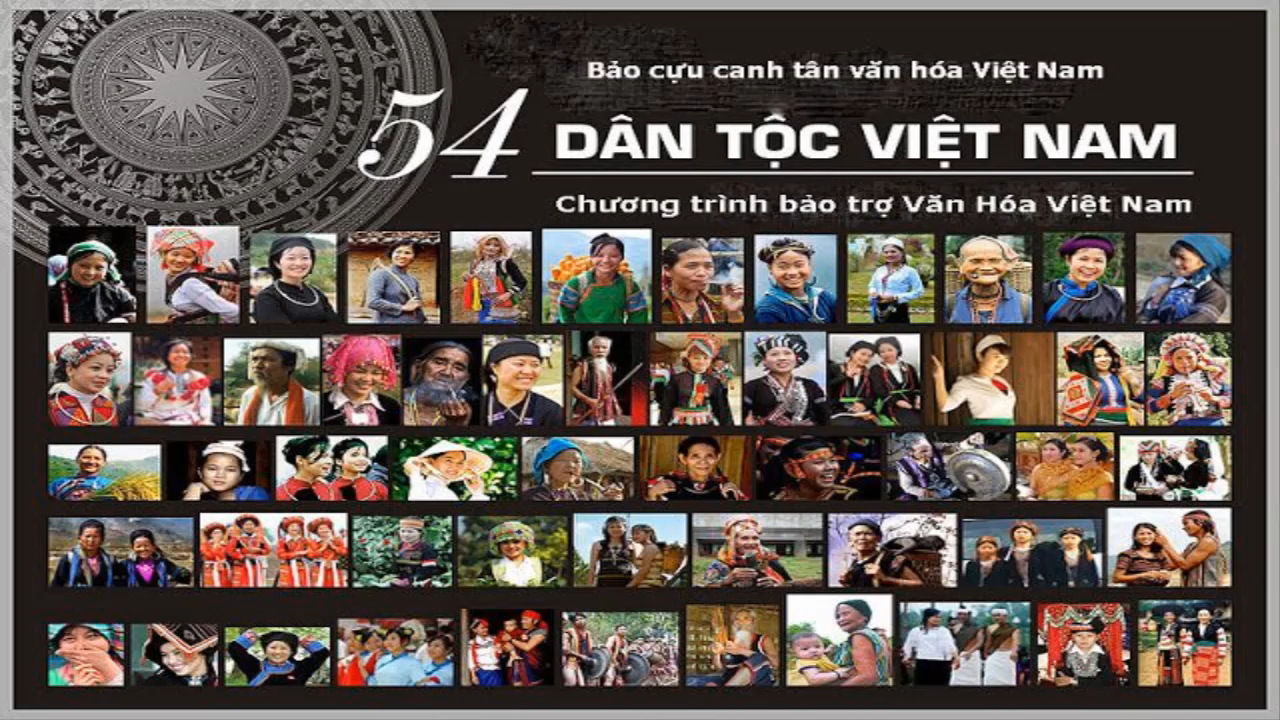 Bảo cựu canh tân văn hóa Việt Nam
54 DÂN TỘC VIỆT NAM
Chương trình bảo trợ Văn Hóa Việt Nam